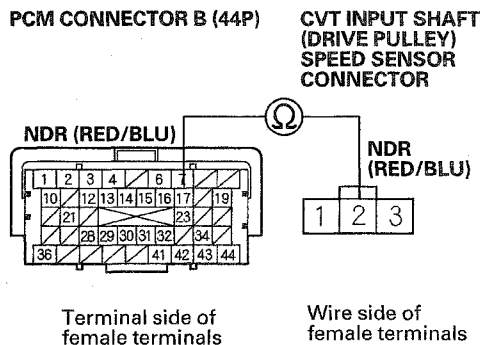 PCM CONNECTOR B (44P)
CVT INPUT SHAFT
(DRIVE PULLEY)
SPEED SENSOR
CONNECTOR
Ω
NDR (RED/BLU)
NDR
(RED/BLU)
1 2 3 4 6 7
10 12 13 14 15 16 17 19
21 23
28 29 30 31 32 34
36 41 42 43 44
1 2 3
Terminal side of
female terminals
Wire side of
female terminals